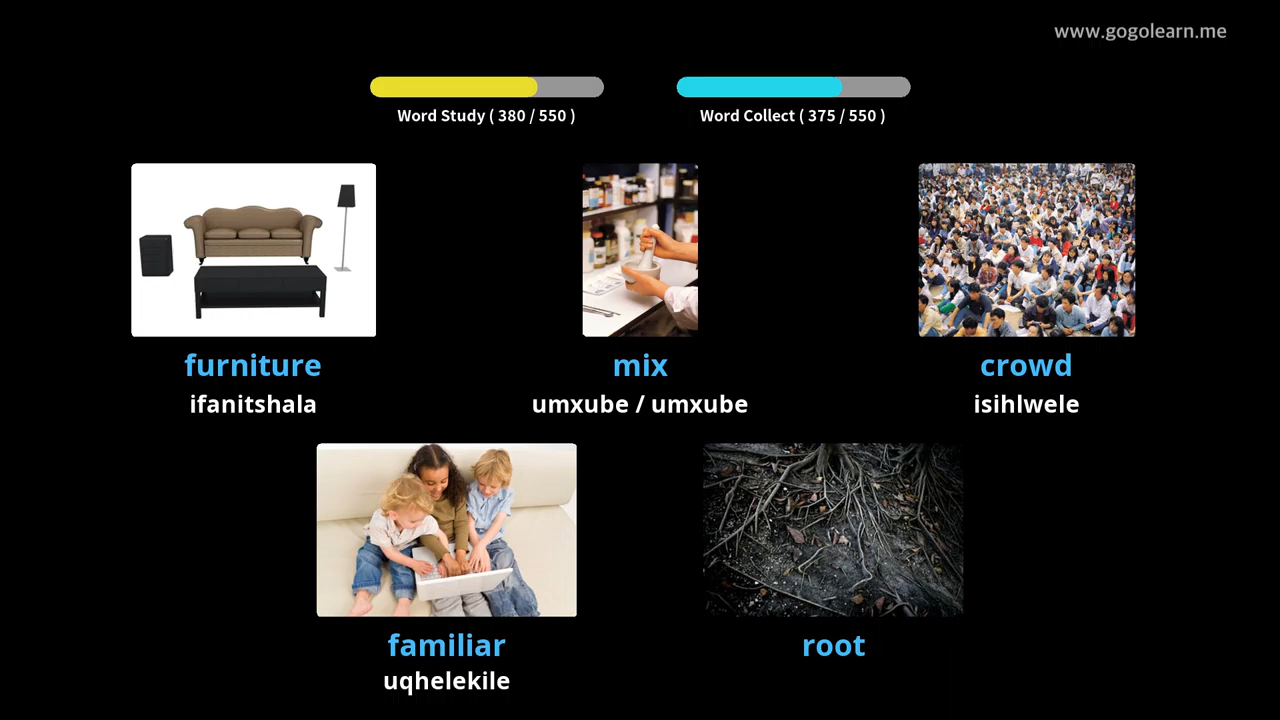 www.gogolearn.me
Word Study ( 380 / 550 )
Word Collect ( 375 / 550 )
furniture
ifanitshala
mix
umxube / umxube
crowd
isihlwele
familiar
uqhelekile
root